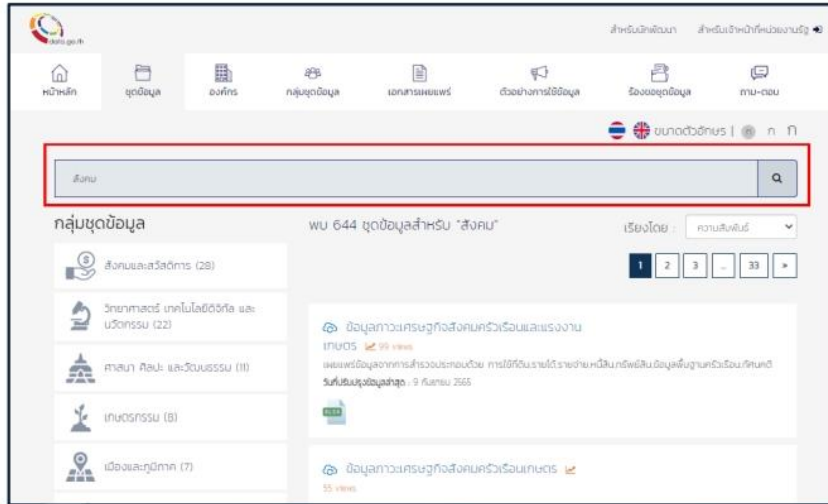 data.go.th
สำหรับนักพัฒนา สำหรับเจ้าหน้าที่หน่วยงานรัฐ
หน้าหลัก ชุดข้อมูล องค์กร กลุ่มชุดข้อมูล เอกสารเผยแพร่ ตัวอย่างการใช้ข้อมูล ร้องขอชุดข้อมูล ถาม-ตอบ
ขนาดตัวอักษร | ก ก ก
สังคม
กลุ่มชุดข้อมูล
พบ 644 ชุดข้อมูลสำหรับ "สังคม"
เรียงโดย : ความสัมพันธ์
1 2 3 ... 33 »
สังคมและสวัสดิการ (28)
วิทยาศาสตร์ เทคโนโลยีดิจิทัล และ
นวัตกรรม (22)
ศาสนา ศิลปะ และวัฒนธรรม (11)
เกษตรกรรม (8)
เมืองและภูมิภาค (7)
ข้อมูลภาวะเศรษฐกิจสังคมครัวเรือนและแรงงาน
เกษตร 99 views
เผยแพร่ข้อมูลจากการสำรวจประกอบด้วย การใช้ที่ดิน,รายได้,รายจ่าย,หนี้สิน,ทรัพย์สิน,ข้อมูลพื้นฐานครัวเรือน,ทัศนคติ
วันที่ปรับปรุงข้อมูลล่าสุด : 9 กันยายน 2565
XLSX
ข้อมูลภาวะเศรษฐกิจสังคมครัวเรือนเกษตร
55 views